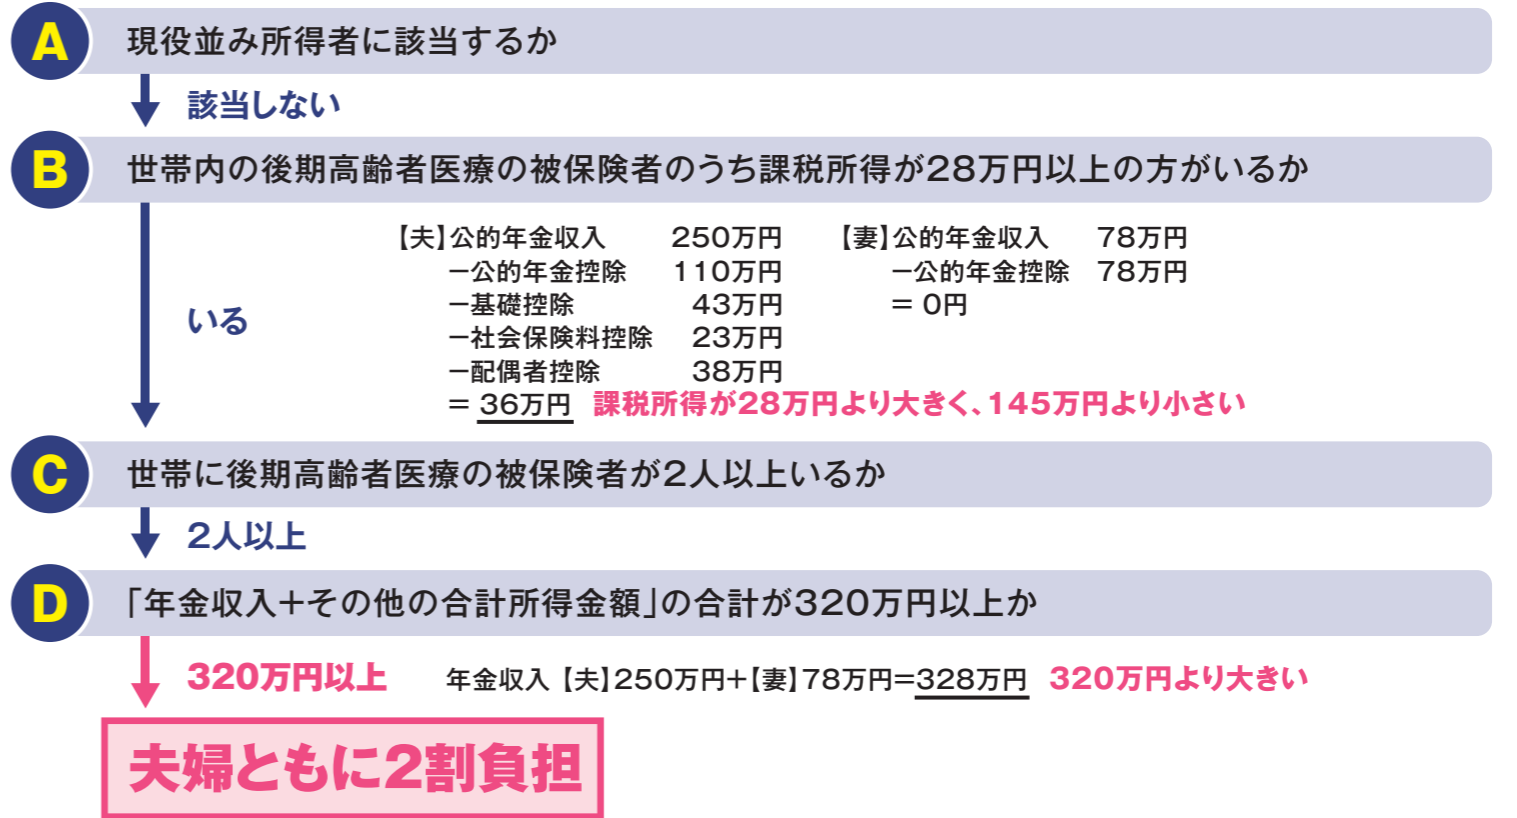 A 現役並み所得者に該当するか
該当しない
B 世帯内の後期高齢者医療の被保険者のうち課税所得が28万円以上の方がいるか
いる
【夫】公的年金収入 250万円
−公的年金控除 110万円
−基礎控除 43万円
−社会保険料控除 23万円
−配偶者控除 38万円
= 36万円 課税所得が28万円より大きく、145万円より小さい
【妻】公的年金収入 78万円
−公的年金控除 78万円
= 0円
C 世帯に後期高齢者医療の被保険者が2人以上いるか
2人以上
D 「年金収入+その他の合計所得金額」の合計が320万円以上か
320万円以上 年金収入【夫】250万円+【妻】78万円=328万円 320万円より大きい
夫婦ともに2割負担